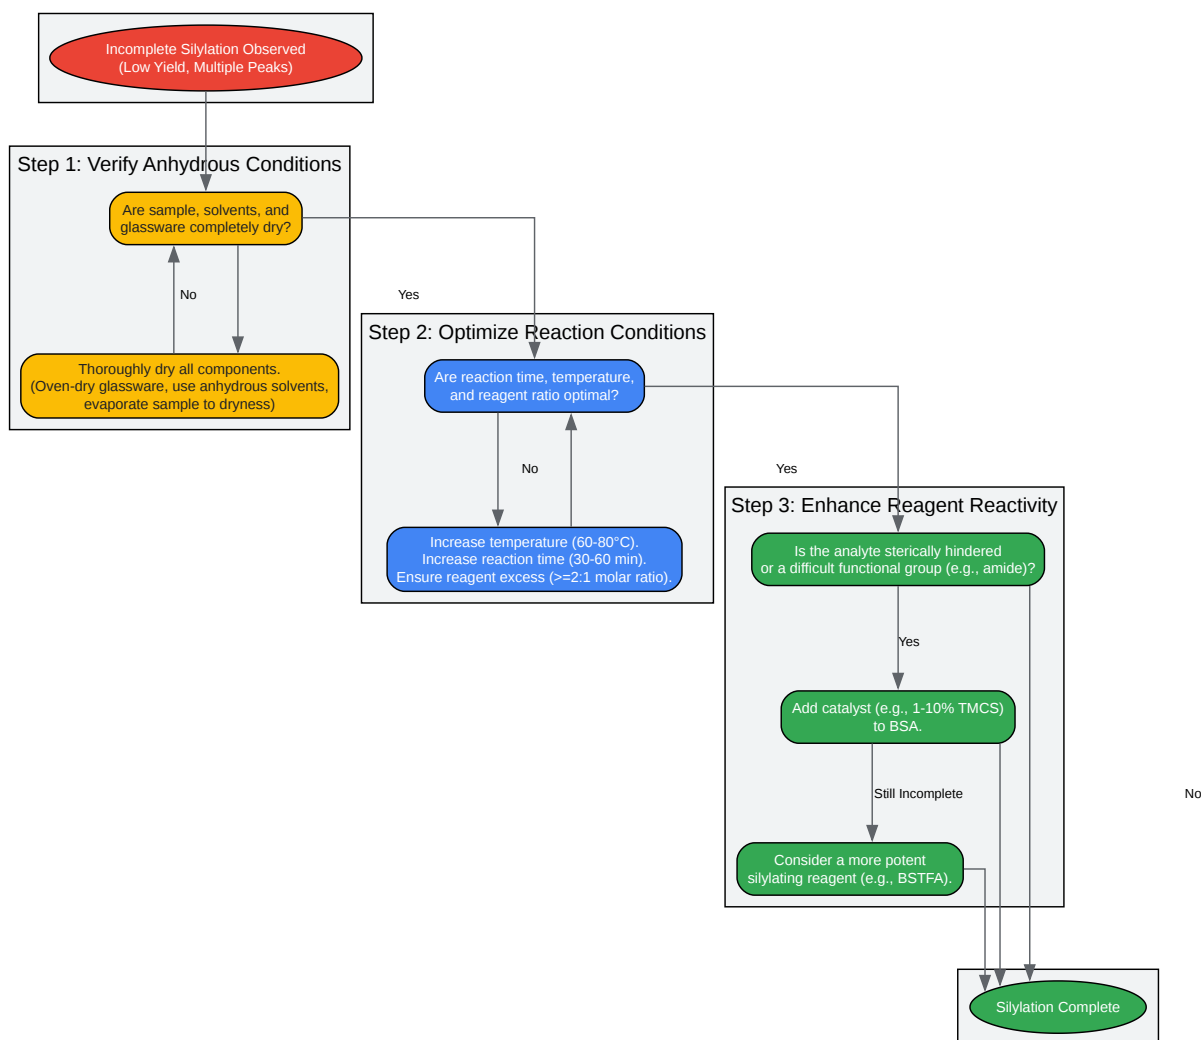 Incomplete Silylation Observed
(Low Yield, Multiple Peaks)
Step 1: Verify Anhydrous Conditions
Are sample, solvents, and
glassware completely dry?
No
Yes
Thoroughly dry all components.
(Oven-dry glassware, use anhydrous solvents,
evaporate sample to dryness)
Step 2: Optimize Reaction Conditions
Are reaction time, temperature,
and reagent ratio optimal?
No
Yes
Increase temperature (60-80°C).
Increase reaction time (30-60 min).
Ensure reagent excess (>=2:1 molar ratio).
Step 3: Enhance Reagent Reactivity
Is the analyte sterically hindered
or a difficult functional group (e.g., amide)?
Yes
Add catalyst (e.g., 1-10% TMCS)
to BSA.
Still Incomplete
No
Consider a more potent
silylating reagent (e.g., BSTFA).
Silylation Complete